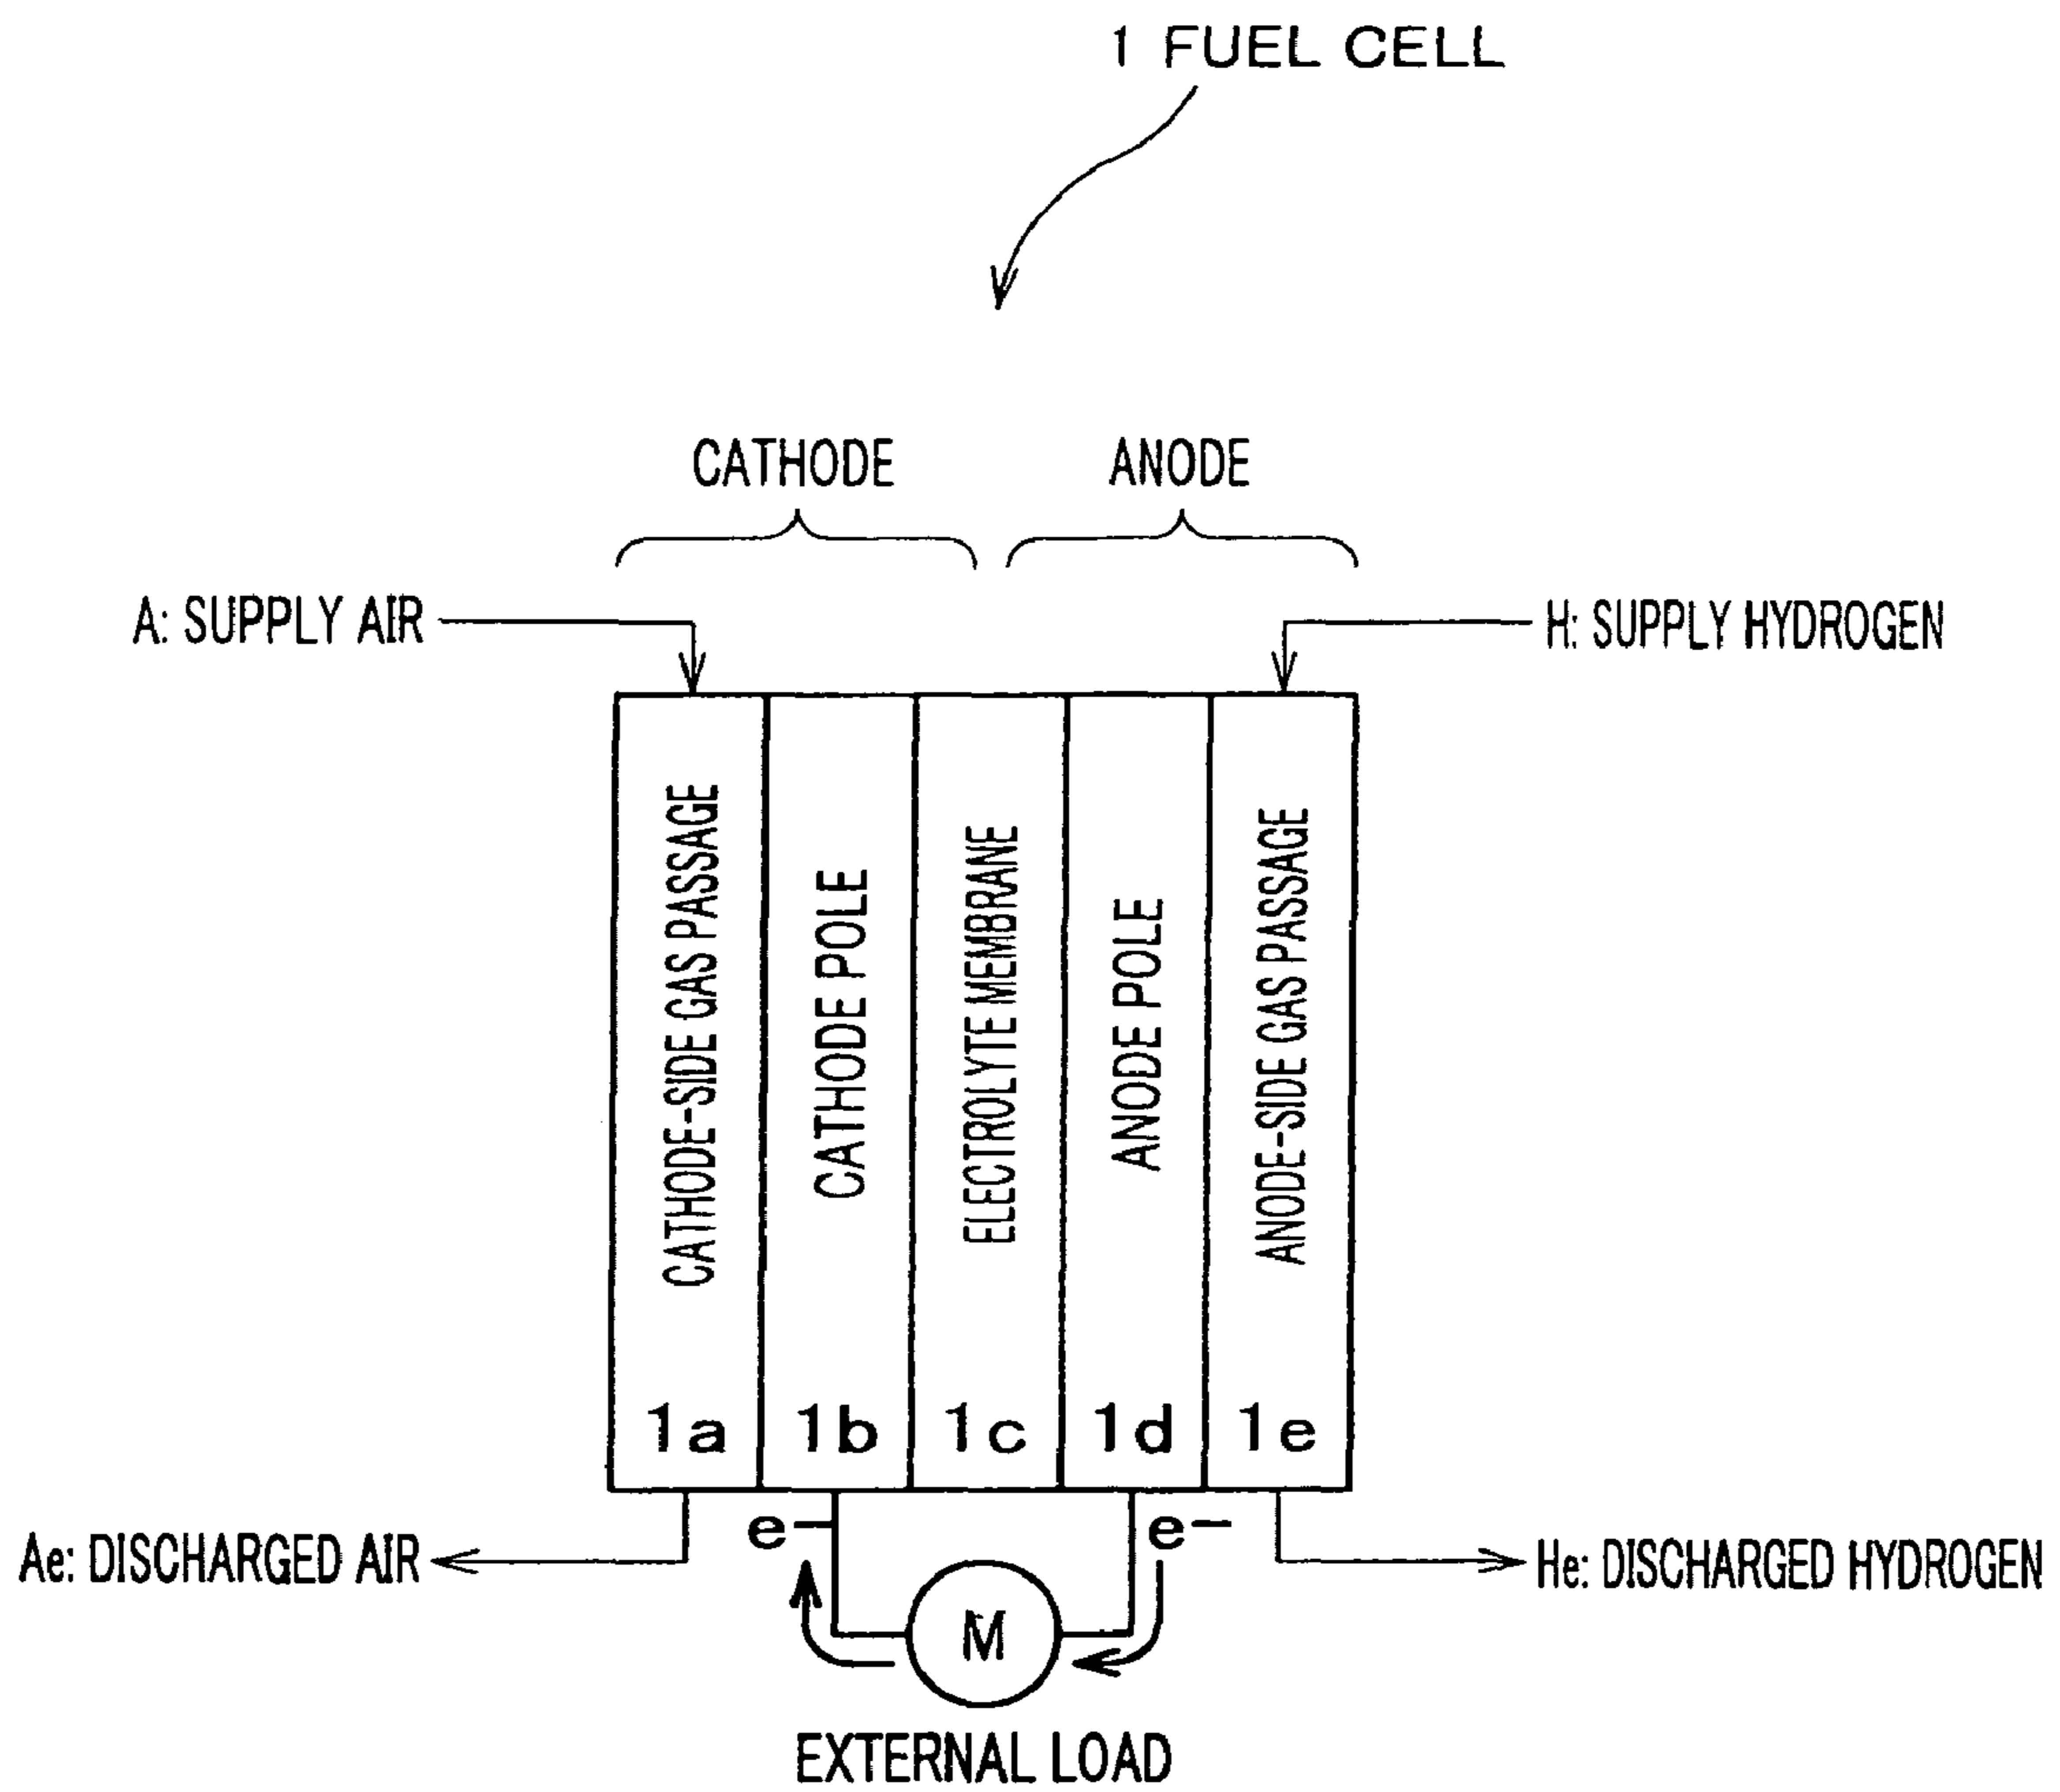 1 FUEL CELL
CATHODE
ANODE
A: SUPPLY AIR
H: SUPPLY HYDROGEN
CATHODE-SIDE GAS PASSAGE
CATHODE POLE
ELECTROLYTE MEMBRANE
ANODE POLE
ANODE-SIDE GAS PASSAGE
1a
1b
1c
1d
1e
e−
e−
Ae: DISCHARGED AIR
He: DISCHARGED HYDROGEN
M
EXTERNAL LOAD